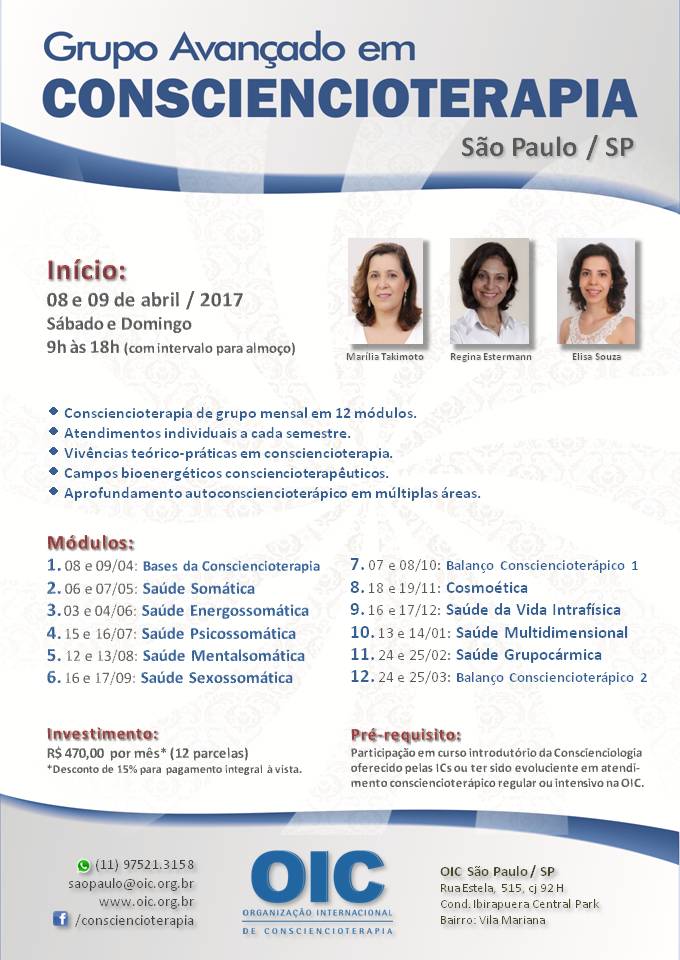 Grupo Avançado em
CONSCIENCIOTERAPIA
São Paulo / SP
Início:
08 e 09 de abril / 2017
Sábado e Domingo
9h às 18h (com intervalo para almoço)
Marília Takimoto
Regina Estermann
Elisa Souza
Consciencioterapia de grupo mensal em 12 módulos.
Atendimentos individuais a cada semestre.
Vivências teórico-práticas em consciencioterapia.
Campos bioenergéticos consciencioterapêuticos.
Aprofundamento autoconsciencioterápico em múltiplas áreas.
Módulos:
1. 08 e 09/04: Bases da Consciencioterapia
2. 06 e 07/05: Saúde Somática
3. 03 e 04/06: Saúde Energossomática
4. 15 e 16/07: Saúde Psicossomática
5. 12 e 13/08: Saúde Mentalsomática
6. 16 e 17/09: Saúde Sexossomática
7. 07 e 08/10: Balanço Consciencioterápico 1
8. 18 e 19/11: Cosmoética
9. 16 e 17/12: Saúde da Vida Intrafísica
10. 13 e 14/01: Saúde Multidimensional
11. 24 e 25/02: Saúde Grupocármica
12. 24 e 25/03: Balanço Consciencioterápico 2
Investimento:
R$ 470,00 por mês* (12 parcelas)
*Desconto de 15% para pagamento integral à vista.
Pré-requisito:
Participação em curso introdutório da Conscienciologia
oferecido pelas ICs ou ter sido evoluciente em atendi-
mento consciencioterápico regular ou intensivo na OIC.
(11) 97521.3158
saopaulo@oic.org.br
www.oic.org.br
f /consciencioterapia
OIC
ORGANIZAÇÃO INTERNACIONAL
DE CONSCIENCIOTERAPIA
OIC São Paulo / SP
Rua Estela, 515, cj 92 H
Cond. Ibirapuera Central Park
Bairro: Vila Mariana